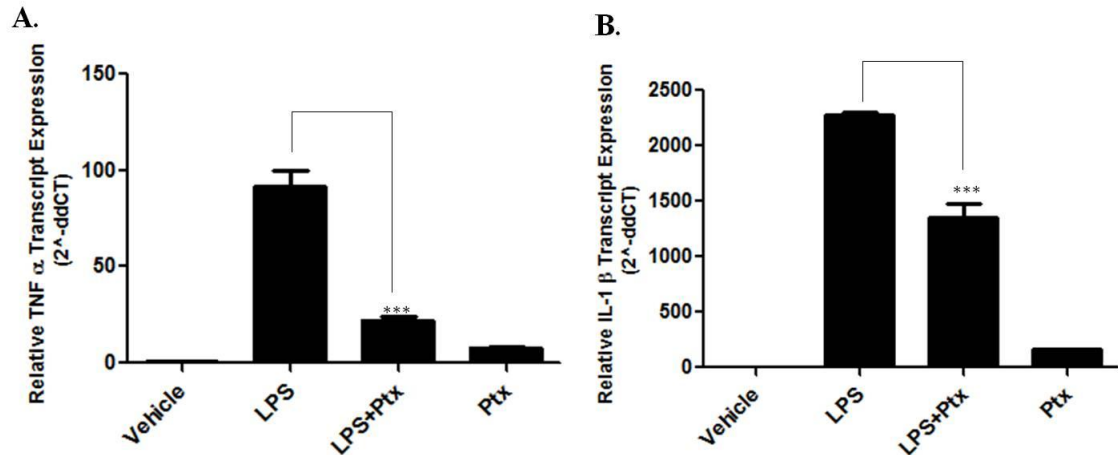 A.
Relative TNF α Transcript Expression
(2^-ddCT)
150
100
50
0
***
Vehicle
LPS
LPS+Ptx
Ptx
B.
Relative IL-1 β Transcript Expression
(2^-ddCT)
2500
2000
1500
1000
500
0
***
Vehicle
LPS
LPS+Ptx
Ptx